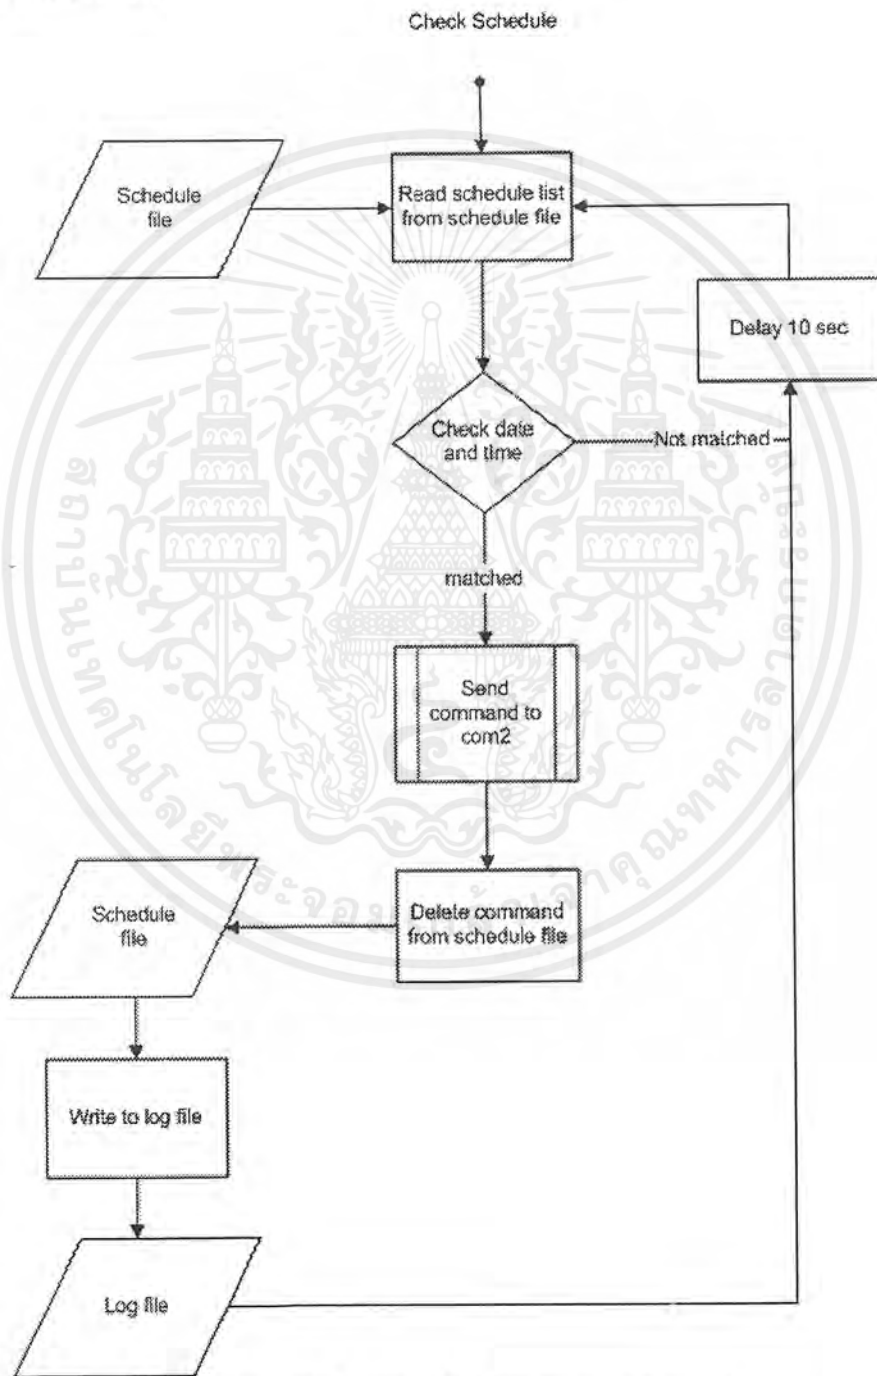 Check Schedule
Schedule
file
Read schedule list
from schedule file
Delay 10 sec
Check date
and time
Not matched
matched
Send
command to
com2
Schedule
file
Delete command
from schedule file
Write to log file
Log file